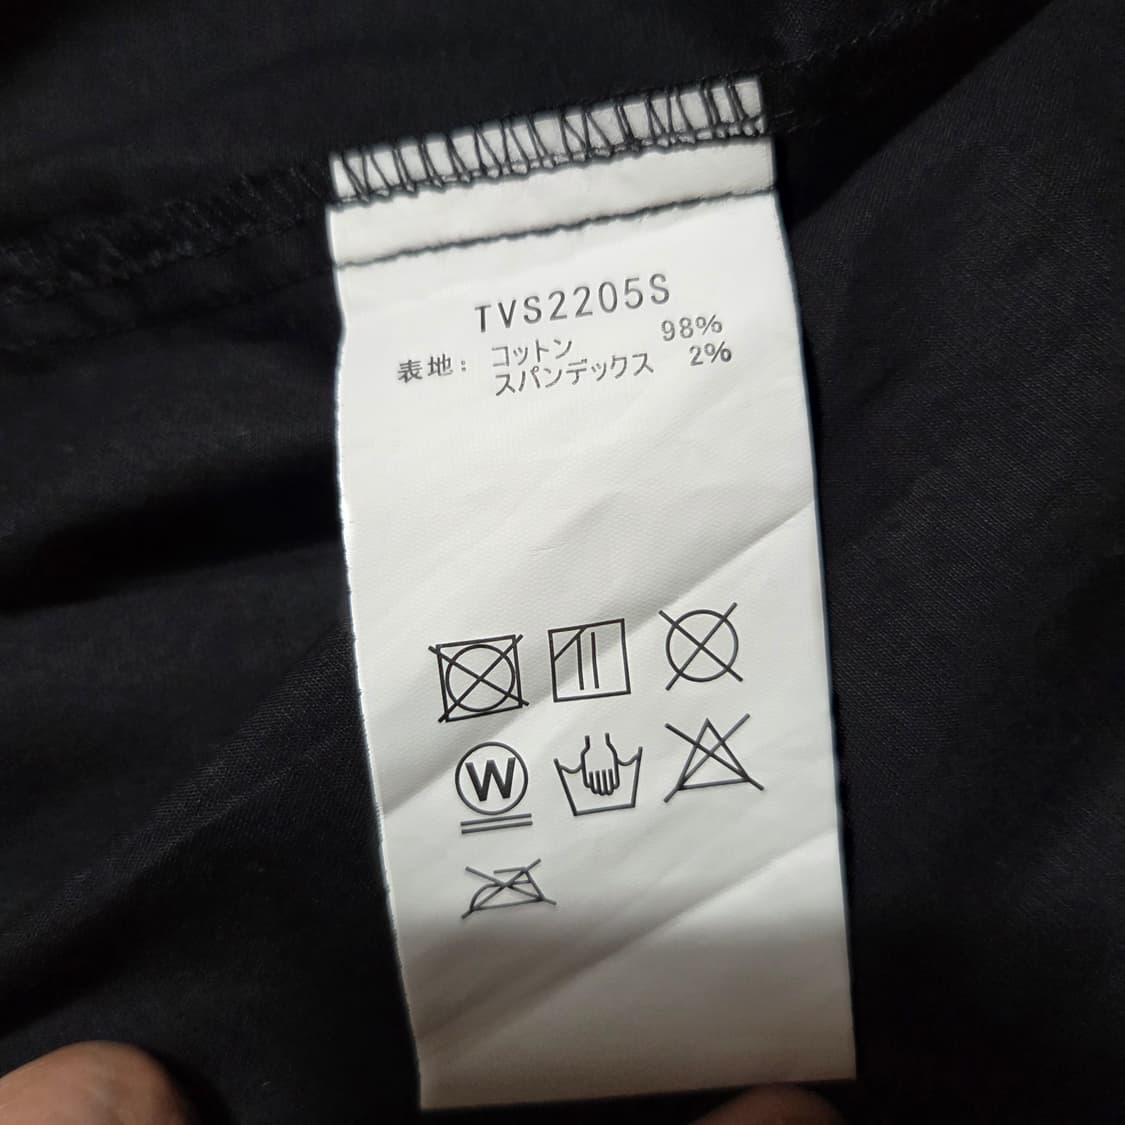 TVS2205S
表地: コットン 98%
スパンデックス 2%
W